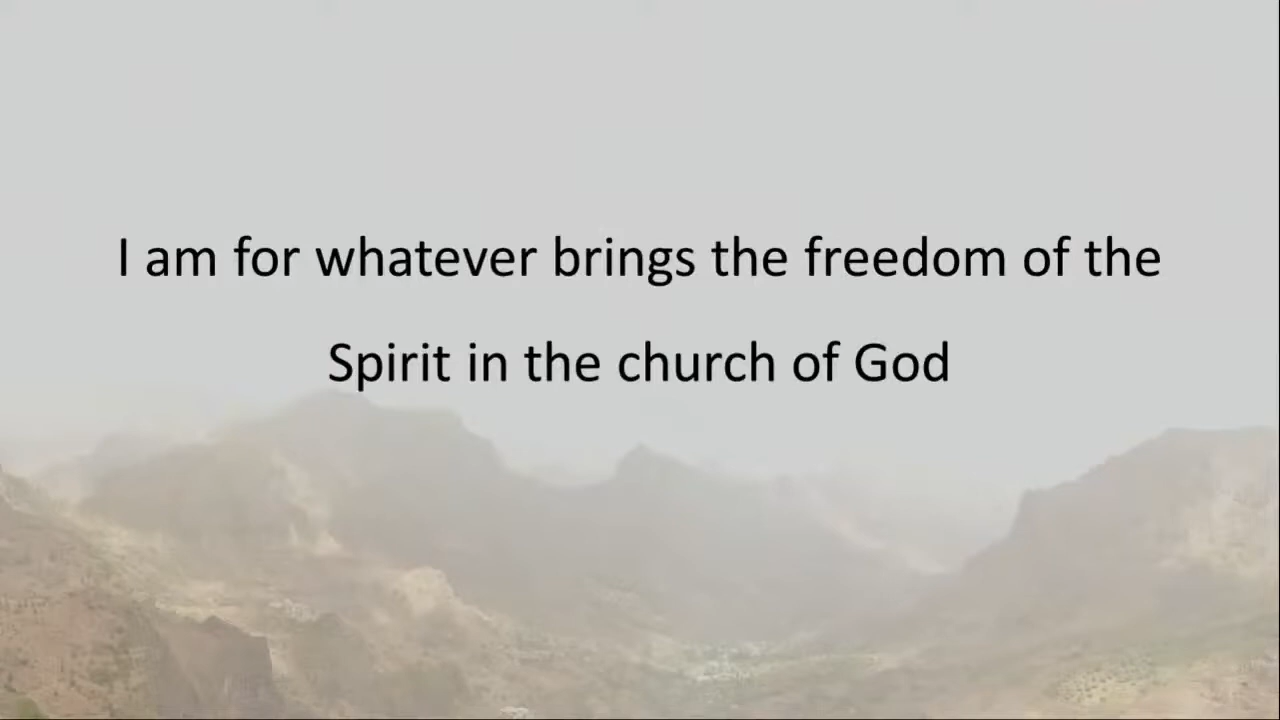 I am for whatever brings the freedom of the
Spirit in the church of God